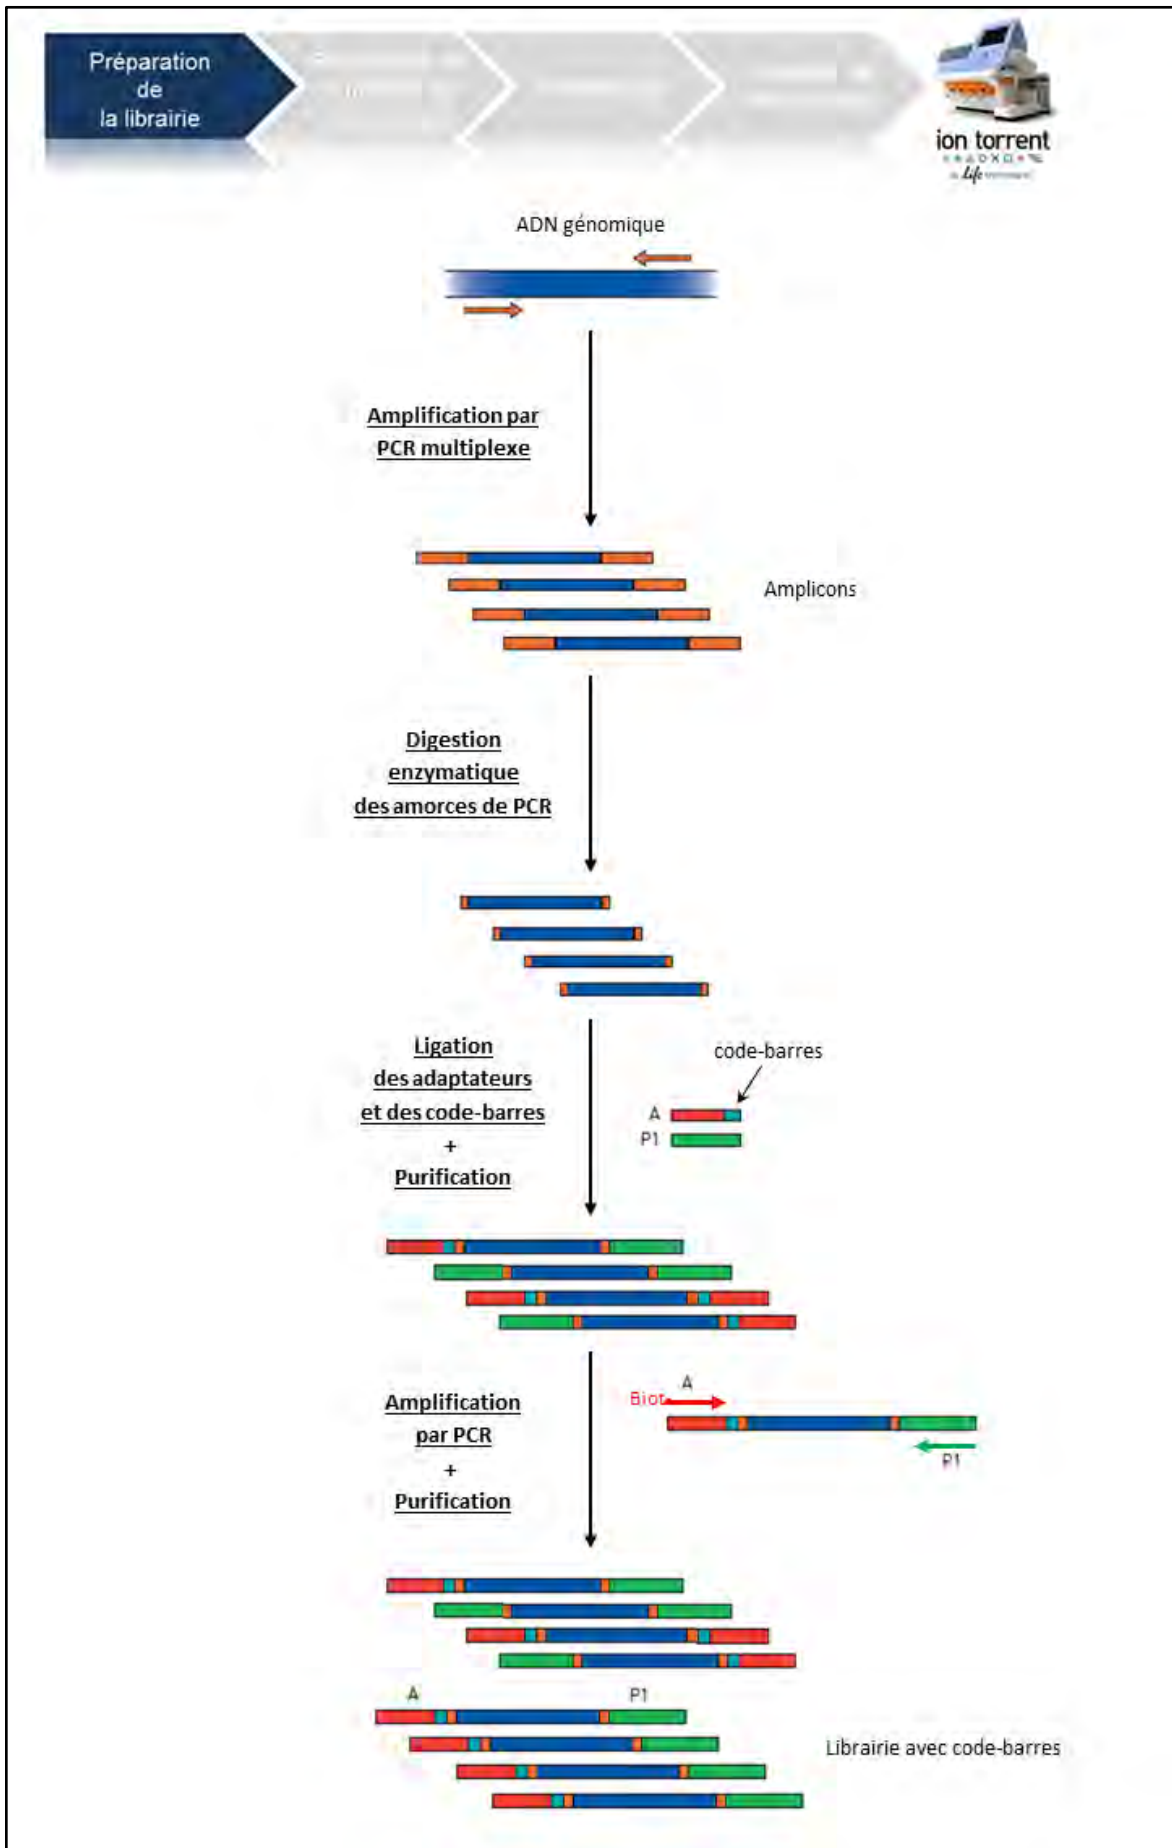 Préparation
de
la librairie
ion torrent
Life
ADN génomique
Amplification par
PCR multiplexe
Amplicons
Digestion
enzymatique
des amorces de PCR
Ligation
des adaptateurs
et des code-barres
+
Purification
code-barres
A
P1
Amplification
par PCR
+
Purification
A
Biot
P1
A P1
Librairie avec code-barres